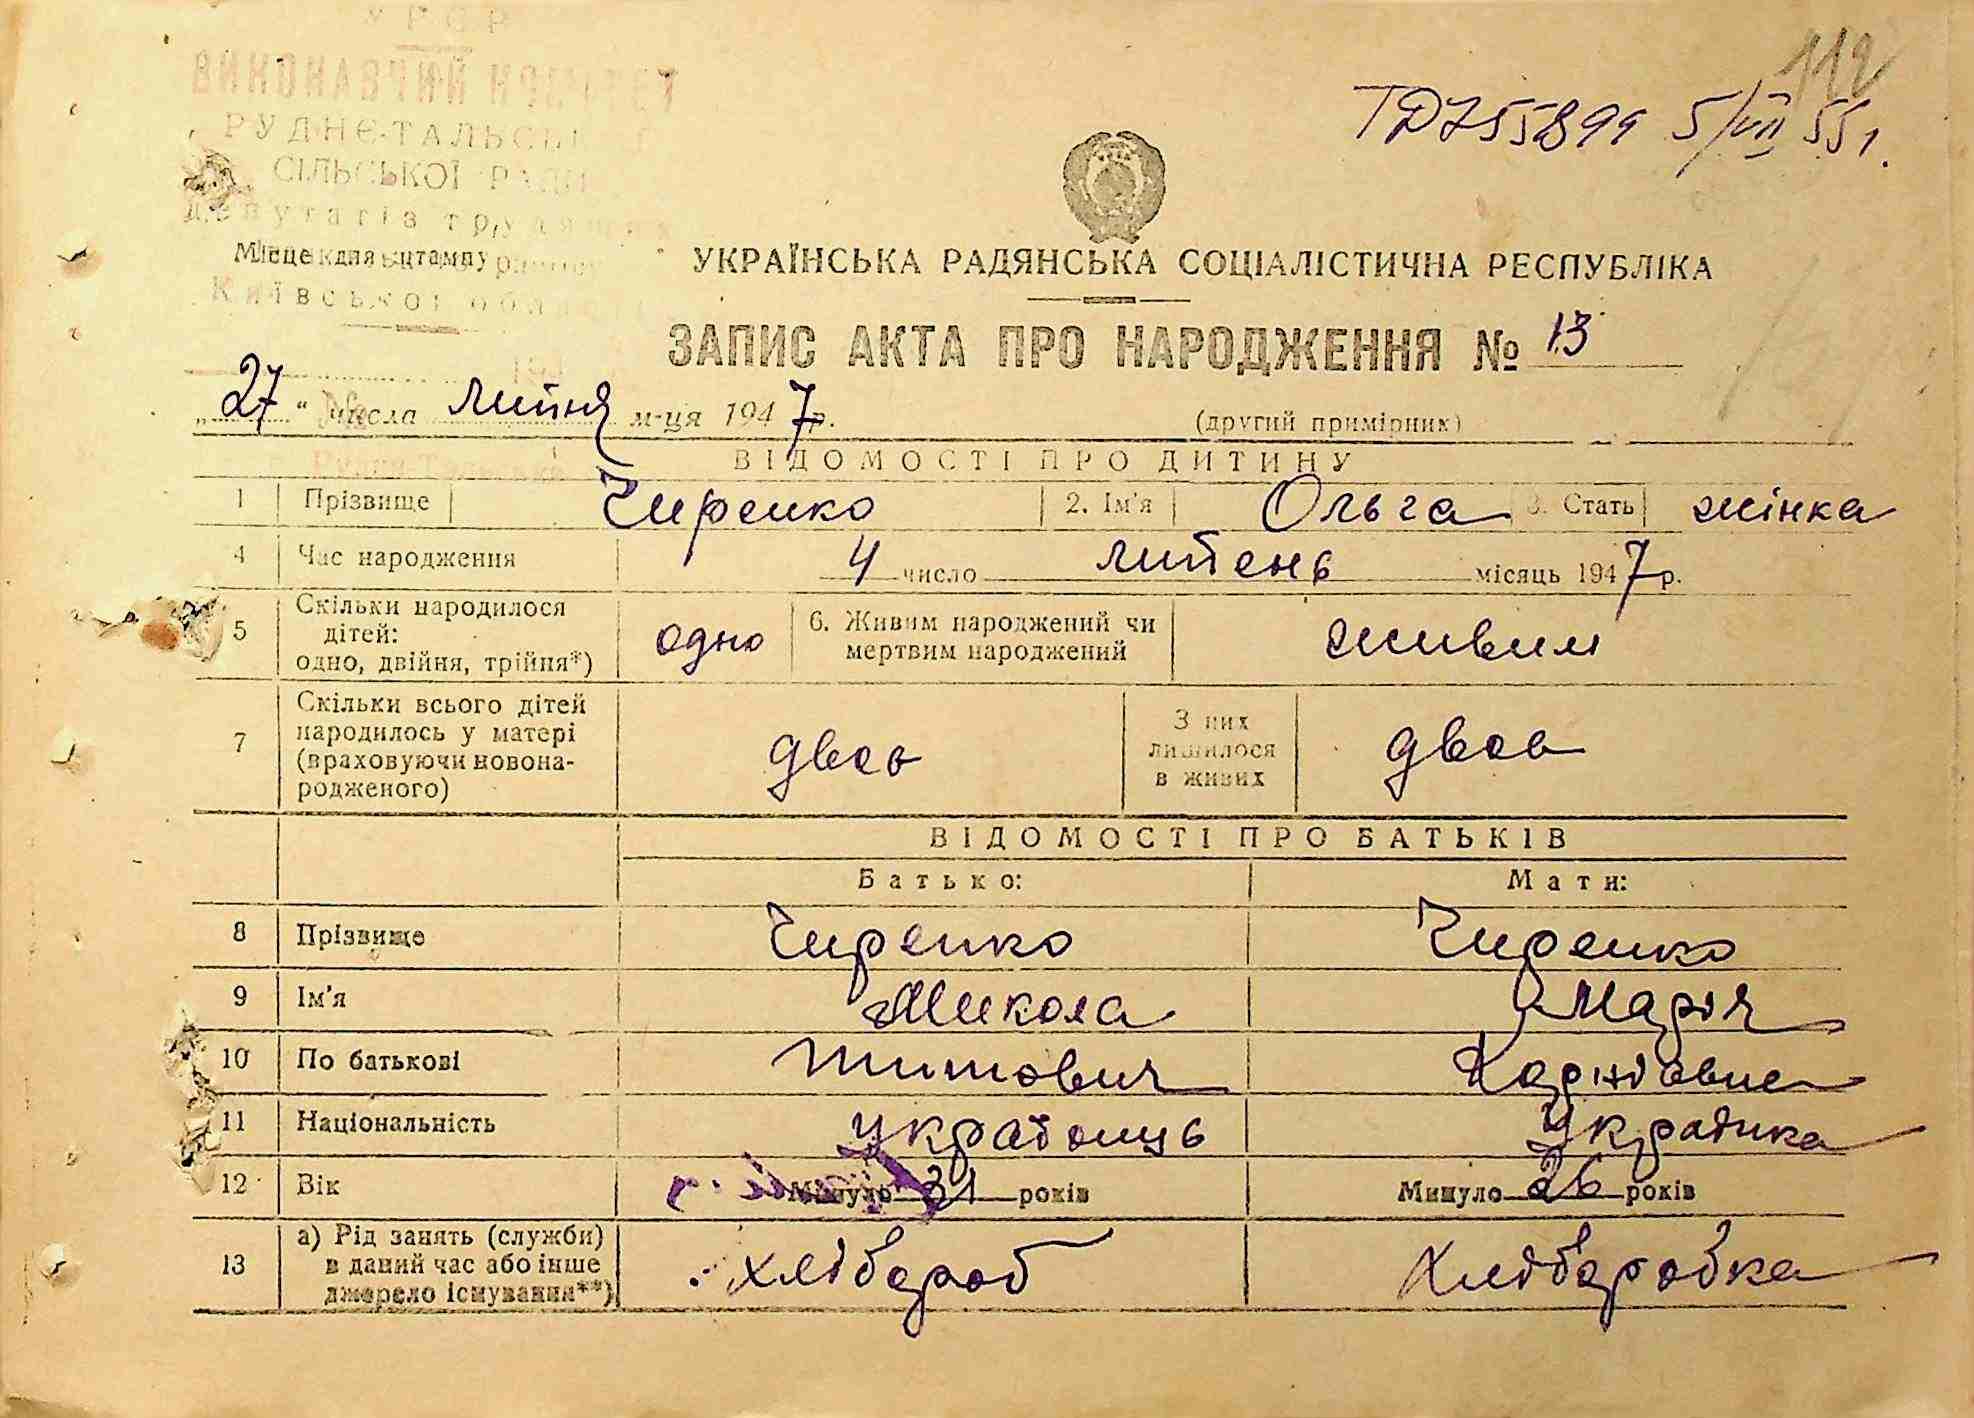 УРСР
ВИКОНАВЧИЙ КОМІТЕТ
РУДНЄ-ТАЛЬСЬКОЇ
СІЛЬСЬКОЇ РАДИ
депутатів трудящих
Місце для штампу
Київської області
112
5/VII 55 г.
УКРАЇНСЬКА РАДЯНСЬКА СОЦІАЛІСТИЧНА РЕСПУБЛІКА
ЗАПИС АКТА ПРО НАРОДЖЕННЯ № 13
„27" числа липня м-ця 1947 р. (другий примірник)
ВІДОМОСТІ ПРО ДИТИНУ
1 Прізвище Чиренко 2. Ім'я Ольга 3. Стать жінка
4 Час народження 4 число липень місяць 1947 р.
5 Скільки народилося дітей: одно, двійня, трійня*) одно 6. Живим народжений чи мертвим народжений живим
7 Скільки всього дітей народилось у матері (враховуючи новона-родженого) двоє З них лишилося в живих двоє
ВІДОМОСТІ ПРО БАТЬКІВ
Батько: Мати:
8 Прізвище Чиренко Чиренко
9 Ім'я Микола Марія
10 По батькові Титович Карніївна
11 Національність українець Українка
12 Вік Минуло 31 років Минуло 26 років
13 а) Рід занять (служби) в даний час або інше джерело існування**) хлібороб Хліборобка